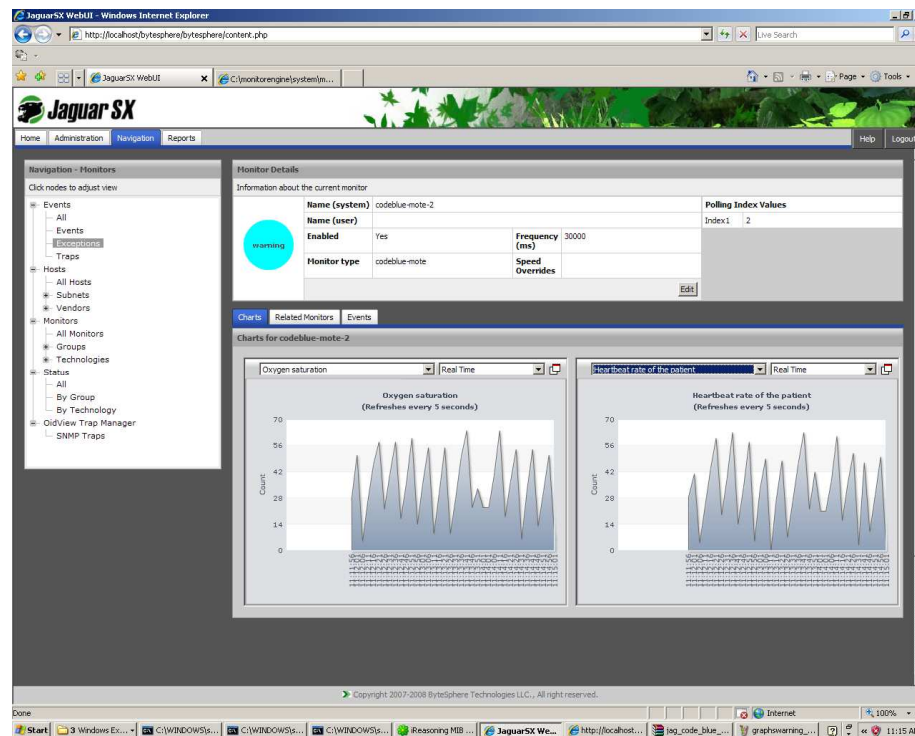 JaguarSX WebUI - Windows Internet Explorer
http://localhost/bytesphere/bytesphere/content.php
Live Search
JaguarSX WebUI
C:\monitorengine\system\m...
Page
Tools
Jaguar SX
Home Administration Navigation Reports
Help Logout
Navigation - Monitors
Click nodes to adjust view
Events
All
Events
Exceptions
Traps
Hosts
All Hosts
Subnets
Vendors
Monitors
All Monitors
Groups
Technologies
Status
All
By Group
By Technology
OidView Trap Manager
SNMP Traps
Monitor Details
Information about the current monitor
warning
Name (system) codeblue-mote-2
Name (user)
Enabled Yes Frequency (ms) 30000
Monitor type codeblue-mote Speed Overrides
Edit
Polling Index Values
Index1 2
Charts Related Monitors Events
Charts for codeblue-mote-2
Oxygen saturation Real Time
Oxygen saturation
(Refreshes every 5 seconds)
70
56
42
28
14
0
Count
Heartbeat rate of the patient Real Time
Heartbeat rate of the patient
(Refreshes every 5 seconds)
70
56
42
28
14
0
Count
Copyright 2007-2008 ByteSphere Technologies LLC., All right reserved.
Done
Internet
100%
Start
3 Windows Ex...
C:\WINDOWS\s...
C:\WINDOWS\s...
C:\WINDOWS\s...
iReasoning MIB ...
JaguarSX We...
http://localhost...
jag_code_blue_...
graphswarning_...
11:15 A